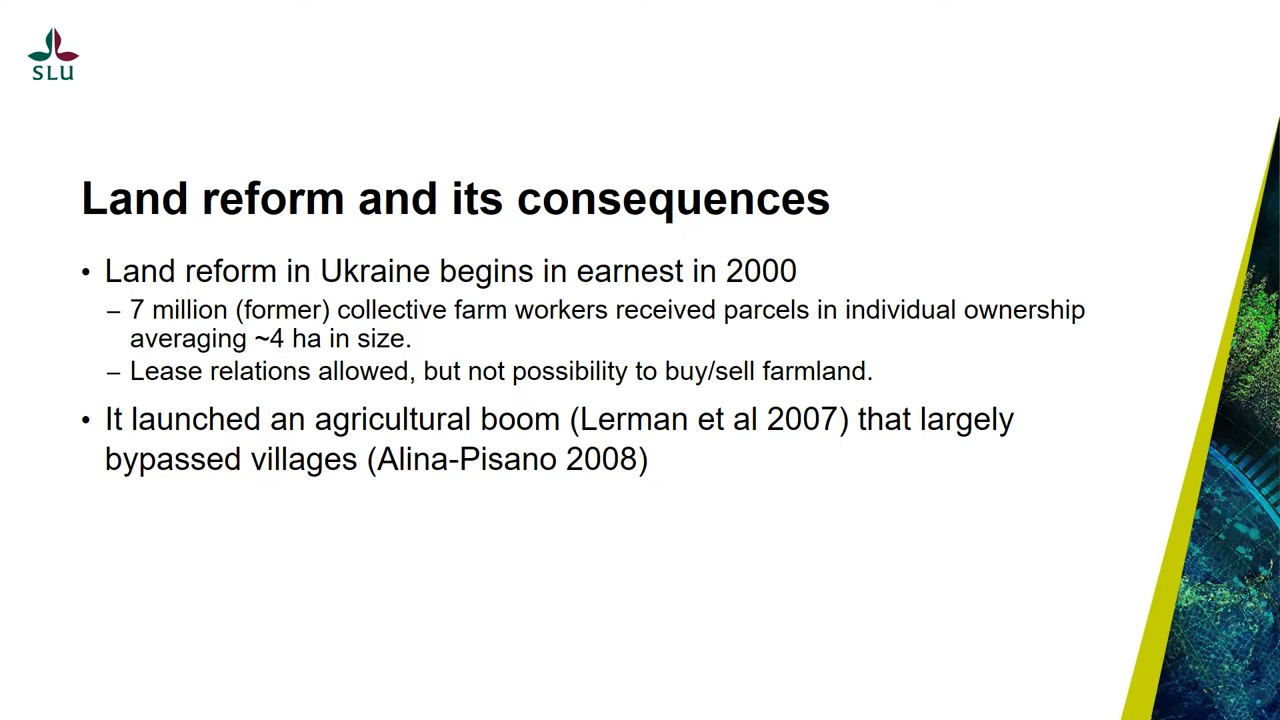 SLU
Land reform and its consequences
• Land reform in Ukraine begins in earnest in 2000
– 7 million (former) collective farm workers received parcels in individual ownership
averaging ~4 ha in size.
– Lease relations allowed, but not possibility to buy/sell farmland.
• It launched an agricultural boom (Lerman et al 2007) that largely
bypassed villages (Alina-Pisano 2008)